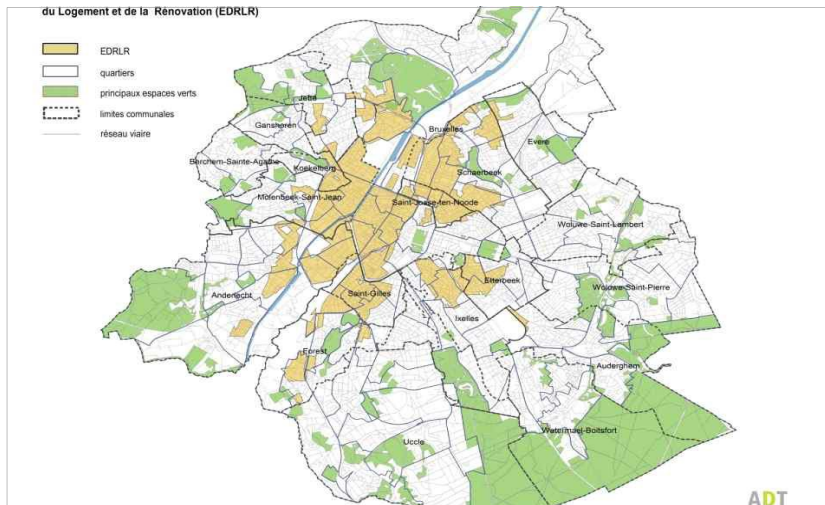 du Logement et de la Rénovation (EDRLR)
EDRLR
quartiers
principaux espaces verts
limites communales
réseau viaire
Jette
Ganshoren
Bruxelles
Evere
Berchem-Sainte-Agathe
Koekelberg
Schaerbeek
Molenbeek-Saint-Jean
Saint-Josse-ten-Noode
Woluwe-Saint-Lambert
Etterbeek
Woluwe-Saint-Pierre
Anderlecht
Saint-Gilles
Ixelles
Forest
Auderghem
Watermael-Boitsfort
Uccle
ADT